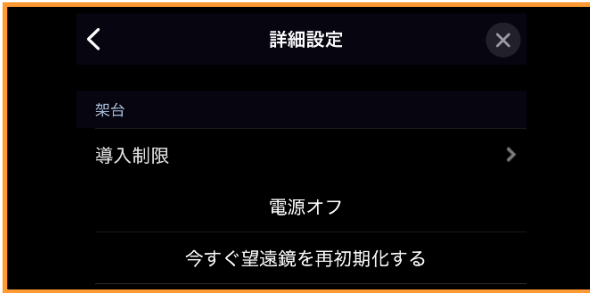 詳細設定
架台
導入制限
電源オフ
今すぐ望遠鏡を再初期化する